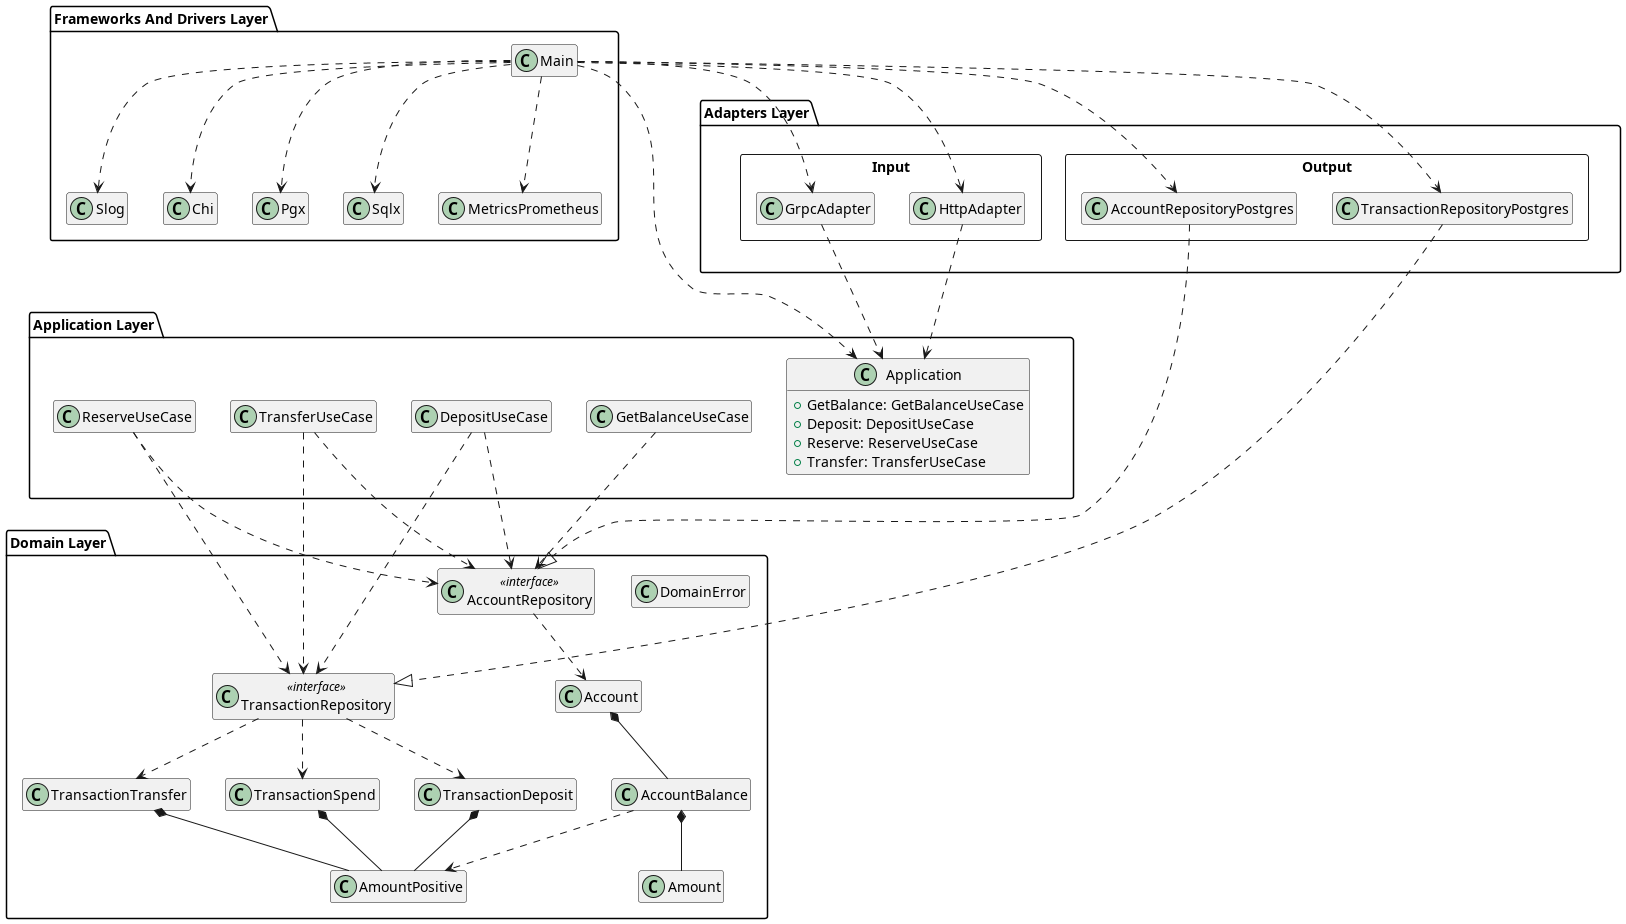 Frameworks And Drivers Layer
C Main
C Slog
C Chi
C Pgx
C Sqlx
C MetricsPrometheus
Adapters Layer
Input
C GrpcAdapter
C HttpAdapter
Output
C AccountRepositoryPostgres
C TransactionRepositoryPostgres
Application Layer
C ReserveUseCase
C TransferUseCase
C DepositUseCase
C GetBalanceUseCase
C Application
GetBalance: GetBalanceUseCase
Deposit: DepositUseCase
Reserve: ReserveUseCase
Transfer: TransferUseCase
Domain Layer
«interface»
C AccountRepository
C DomainError
«interface»
C TransactionRepository
C Account
C TransactionTransfer
C TransactionSpend
C TransactionDeposit
C AccountBalance
C AmountPositive
C Amount